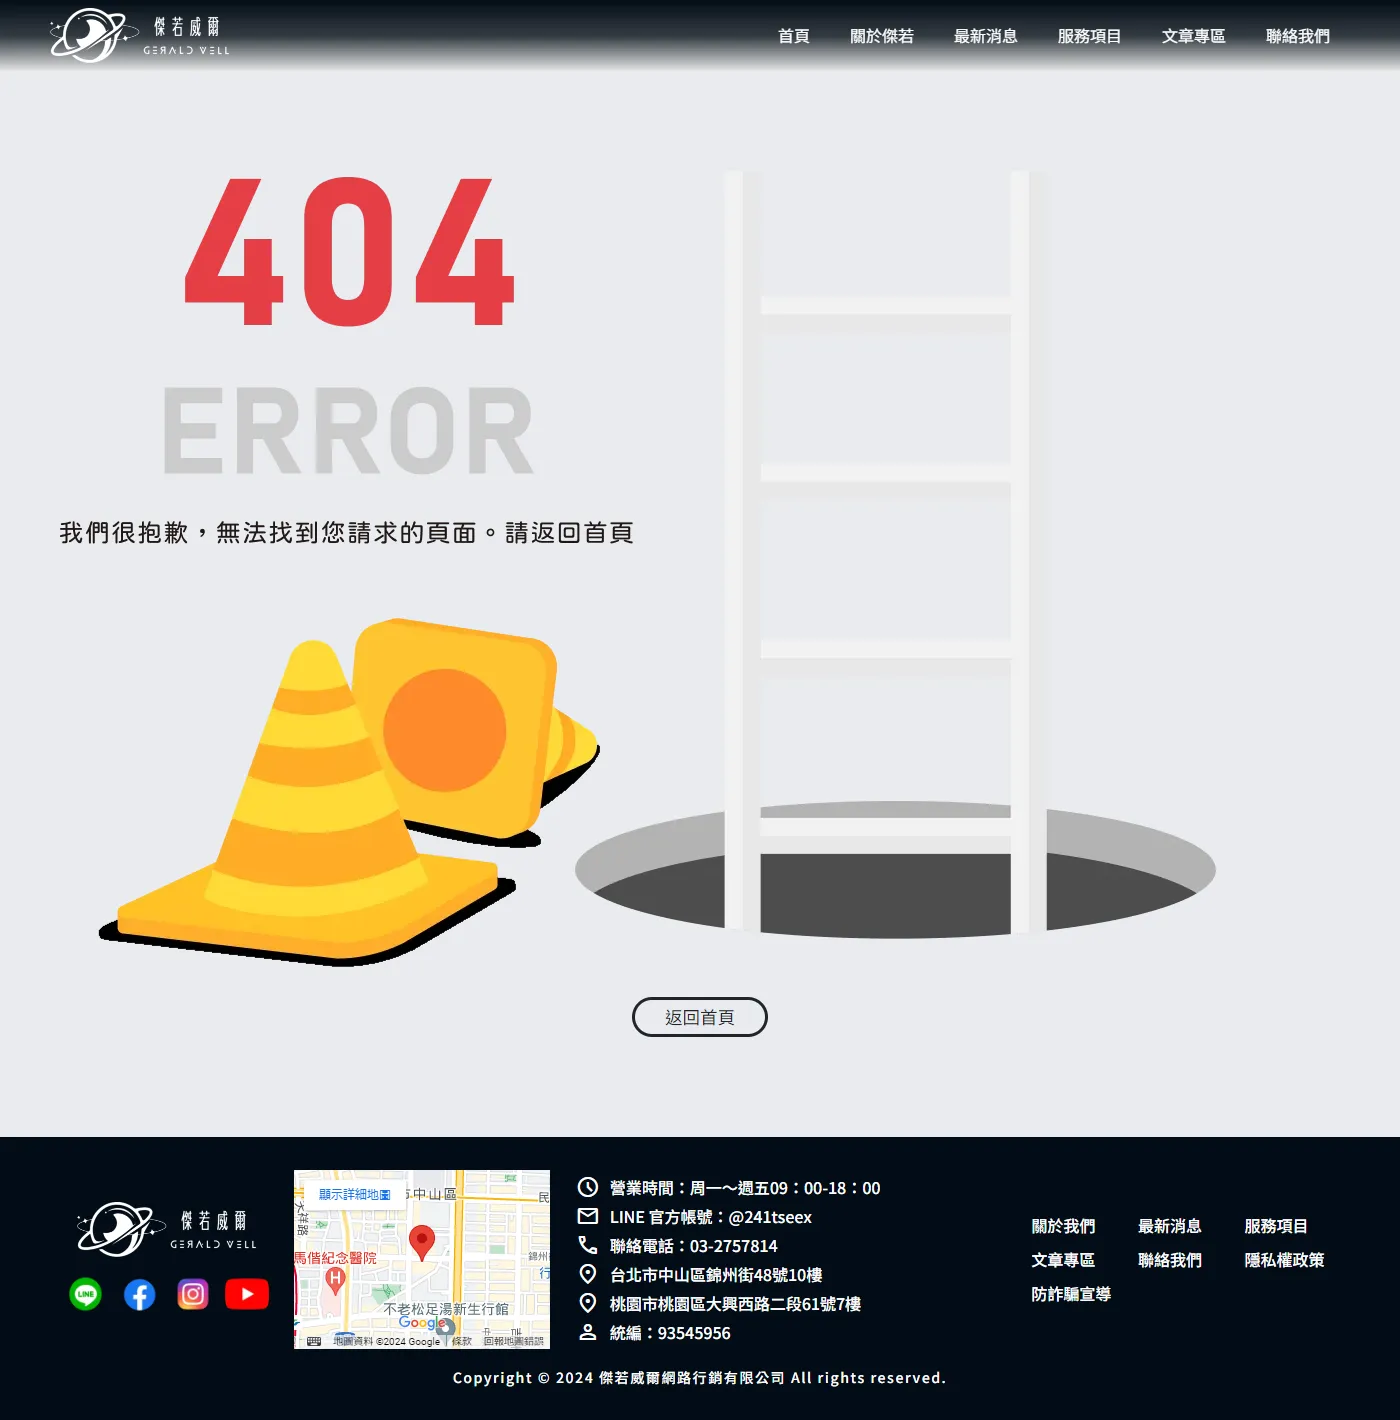 傑若威爾
GERALD VELL
首頁 關於傑若 最新消息 服務項目 文章專區 聯絡我們
404
ERROR
我們很抱歉，無法找到您請求的頁面。請返回首頁
返回首頁
傑若威爾
GERALD VELL
LINE
顯示詳細地圖
中山區
民
天祥路
馬偕紀念醫院
H
錦州
行
不老松足湯新生行館
Google
地圖資料 ©2024 Google 條款 回報地圖錯誤
營業時間：周一～週五09：00-18：00
LINE 官方帳號：@241tseex
聯絡電話：03-2757814
台北市中山區錦州街48號10樓
桃園市桃園區大興西路二段61號7樓
統編：93545956
關於我們 最新消息 服務項目
文章專區 聯絡我們 隱私權政策
防詐騙宣導
Copyright © 2024 傑若威爾網路行銷有限公司 All rights reserved.